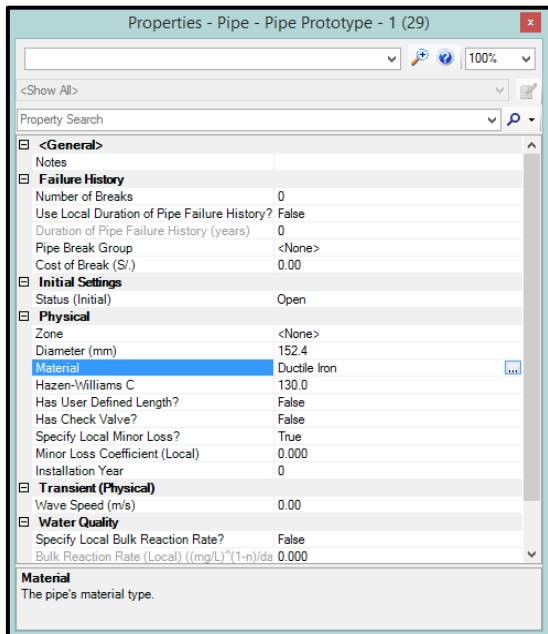 Properties - Pipe - Pipe Prototype - 1 (29)
x
100%
<Show All>
Property Search
<General>
Notes
Failure History
Number of Breaks 0
Use Local Duration of Pipe Failure History? False
Duration of Pipe Failure History (years) 0
Pipe Break Group <None>
Cost of Break (S/.) 0.00
Initial Settings
Status (Initial) Open
Physical
Zone <None>
Diameter (mm) 152.4
Material Ductile Iron ...
Hazen-Williams C 130.0
Has User Defined Length? False
Has Check Valve? False
Specify Local Minor Loss? True
Minor Loss Coefficient (Local) 0.000
Installation Year 0
Transient (Physical)
Wave Speed (m/s) 0.00
Water Quality
Specify Local Bulk Reaction Rate? False
Bulk Reaction Rate (Local) ((mg/L)^(1-n)/da 0.000
Material
The pipe's material type.